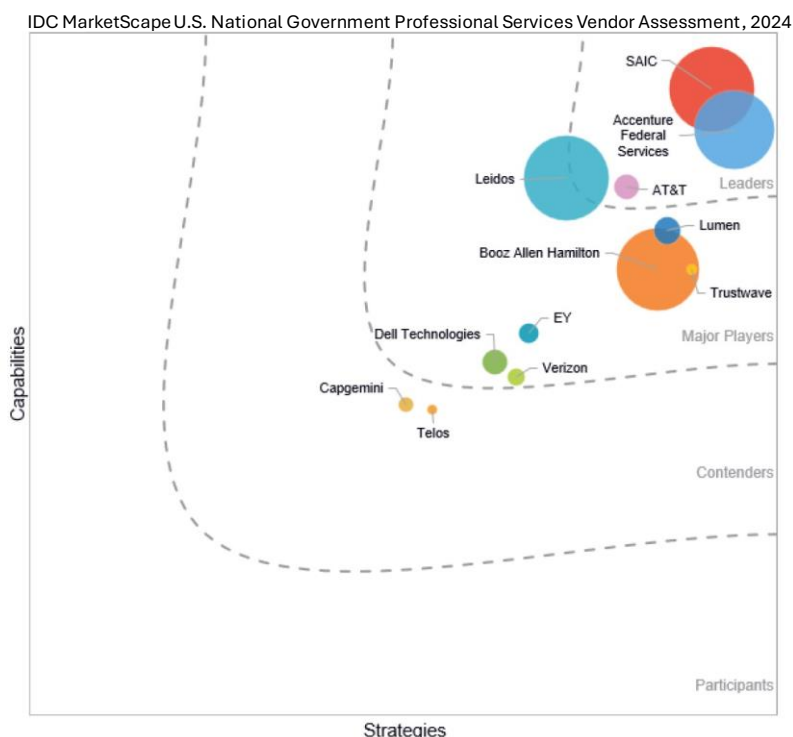 IDC MarketScape U.S. National Government Professional Services Vendor Assessment, 2024
SAIC
Accenture
Federal
Services
Leidos
AT&T
Leaders
Lumen
Booz Allen Hamilton
Trustwave
EY
Dell Technologies
Major Players
Verizon
Capgemini
Telos
Contenders
Participants
Capabilities
Strategies